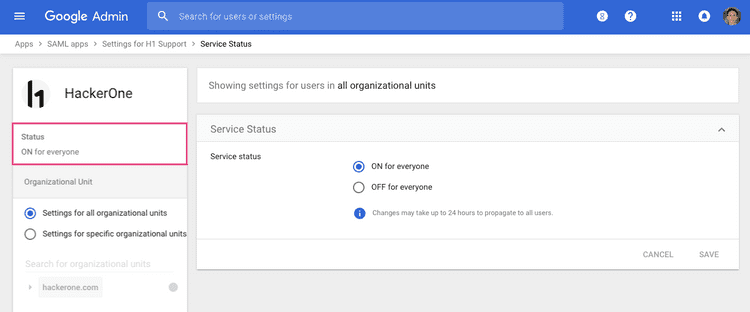 Google Admin
Search for users or settings
8
?
Apps > SAML apps > Settings for H1 Support > Service Status
h1
HackerOne
Status
ON for everyone
Organizational Unit
Settings for all organizational units
Settings for specific organizational units
Search for organizational units
hackerone.com
Showing settings for users in all organizational units
Service Status
Service status
ON for everyone
OFF for everyone
Changes may take up to 24 hours to propagate to all users.
CANCEL
SAVE